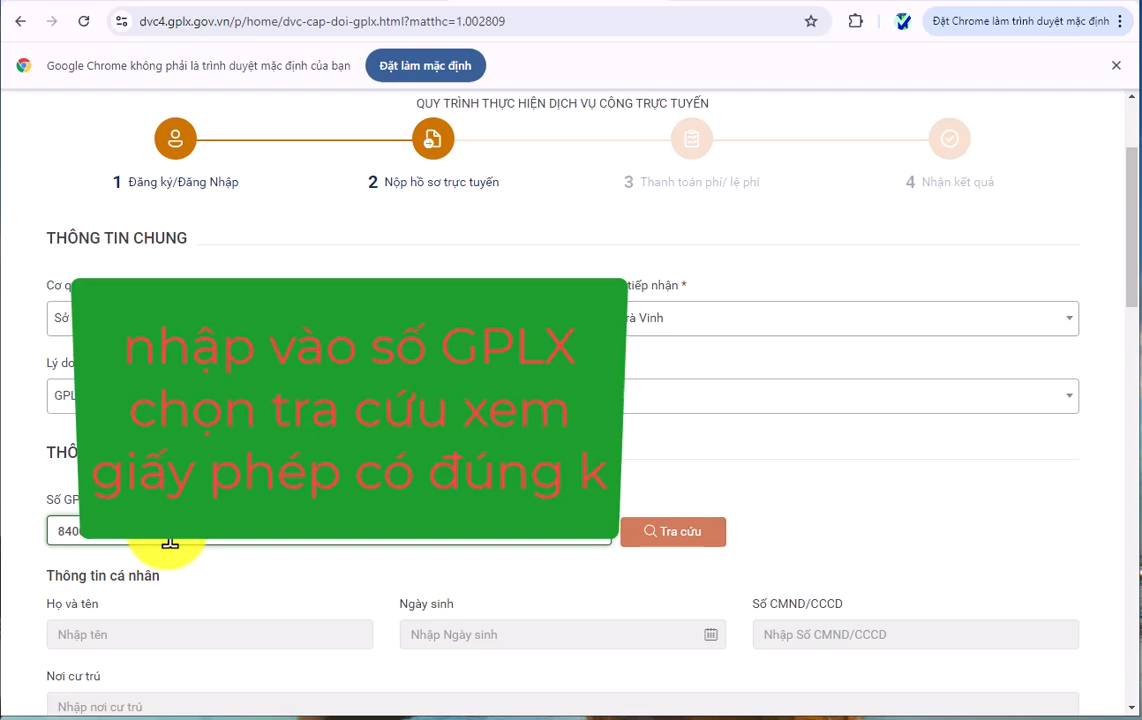 dvc4.gplx.gov.vn/p/home/dvc-cap-doi-gplx.html?matthc=1.002809
Đặt Chrome làm trình duyệt mặc định
Google Chrome không phải là trình duyệt mặc định của bạn
Đặt làm mặc định
QUY TRÌNH THỰC HIỆN DỊCH VỤ CÔNG TRỰC TUYẾN
1 Đăng ký/Đăng Nhập
2 Nộp hồ sơ trực tuyến
3 Thanh toán phí/ lệ phí
4 Nhận kết quả
THÔNG TIN CHUNG
Cơ
tiếp nhận *
Sở
Vinh
Lý do
GPL
nhập vào số GPLX
chọn tra cứu xem
giấy phép có đúng k
THÔ
Số GP
840
Tra cứu
Thông tin cá nhân
Họ và tên
Ngày sinh
Số CMND/CCCD
Nhập tên
Nhập Ngày sinh
Nhập Số CMND/CCCD
Nơi cư trú
Nhập nơi cư trú